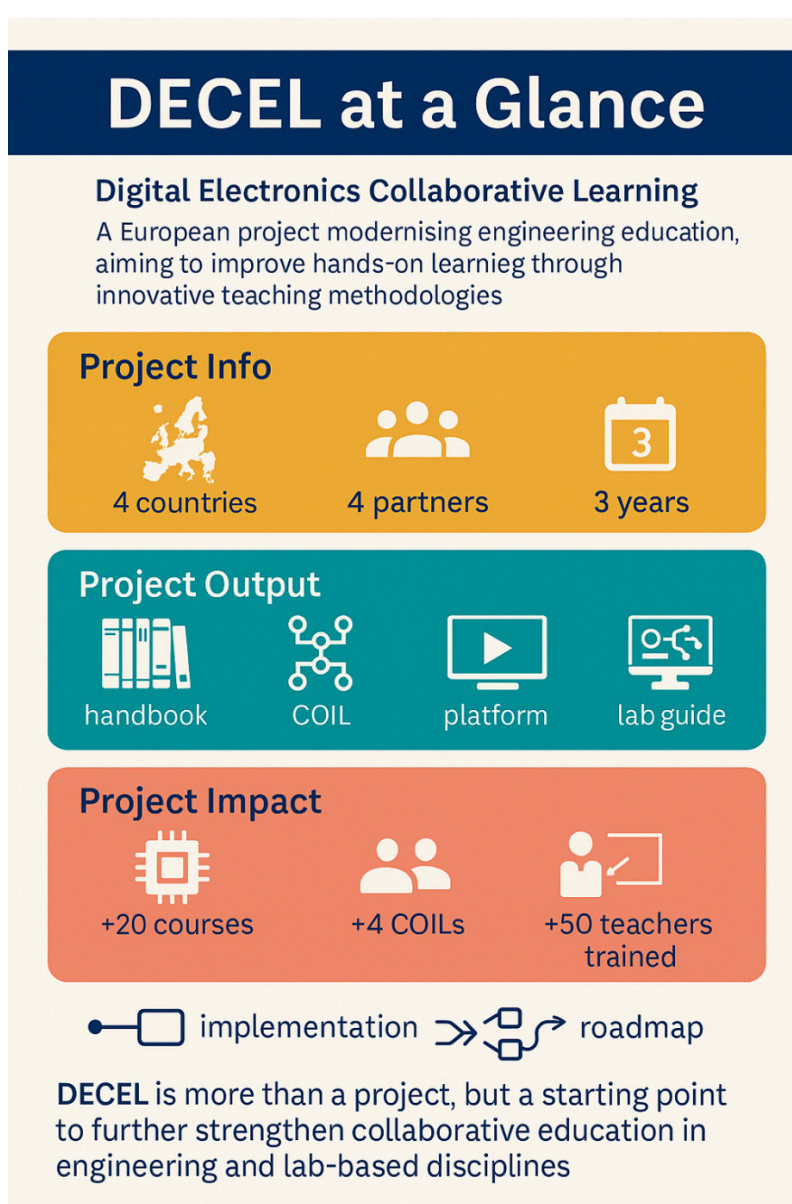 DECEL at a Glance
Digital Electronics Collaborative Learning
A European project modernising engineering education,
aiming to improve hands-on learnieg through
innovative teaching methodologies
Project Info
3
4 countries
4 partners
3 years
Project Output
handbook
COIL
platform
lab guide
Project Impact
+20 courses
+4 COILs
+50 teachers
trained
implementation
roadmap
DECEL is more than a project, but a starting point
to further strengthen collaborative education in
engineering and lab-based disciplines